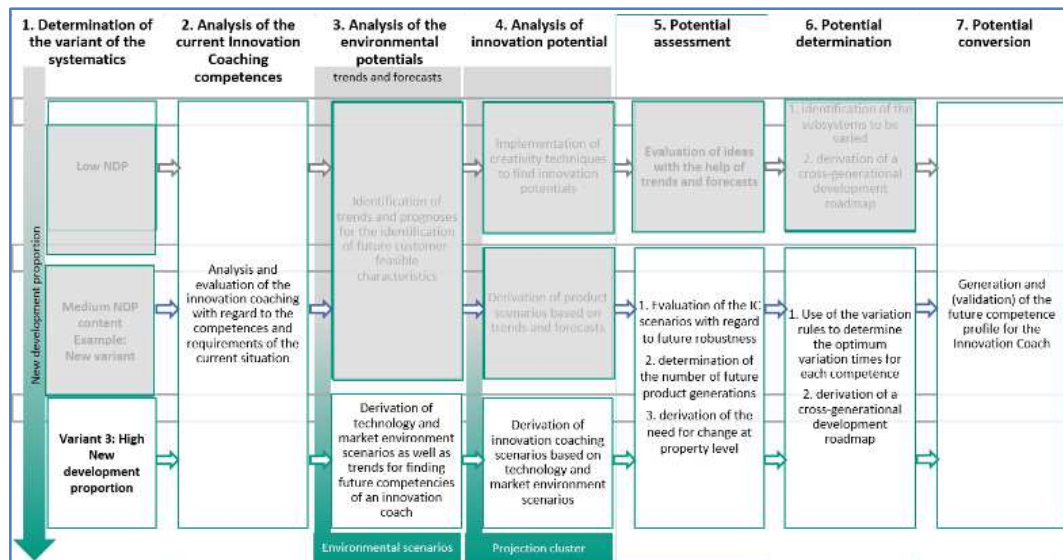 1. Determination of
the variant of the
systematics
2. Analysis of the
current Innovation
Coaching
competences
3. Analysis of the
environmental
potentials
trends and forecasts
4. Analysis of
innovation potential
5. Potential
assessment
6. Potential
determination
7. Potential
conversion
New development proportion
Low NDP
Medium NDP
content
Example:
New variant
Variant 3: High
New development
proportion
Analysis and
evaluation of the
innovation coaching
with regard to the
competences and
requirements of the
current situation
Identification of
trends and prognoses
for the identification
of future customer
feasible
characteristics
Derivation of
technology and
market environment
scenarios as well as
trends for finding
future competencies
of an innovation
coach
Environmental scenarios
Implementation of
creativity techniques
to find innovation
potentials
Derivation of product
scenarios based on
trends and forecasts
Derivation of
innovation coaching
scenarios based on
technology and
market environment
scenarios
Projection cluster
Evaluation of ideas
with the help of
trends and forecasts
1. Evaluation of the IC
scenarios with regard
to future robustness
2. determination of
the number of future
product generations
3. derivation of the
need for change at
property level
1. identification of the
subsystems to be
varied
2. derivation of a
cross-generational
development
roadmap
1. Use of the variation
rules to determine
the optimum
variation times for
each competence
2. derivation of a
cross-generational
development
roadmap
Generation and
(validation) of the
future competence
profile for the
Innovation Coach